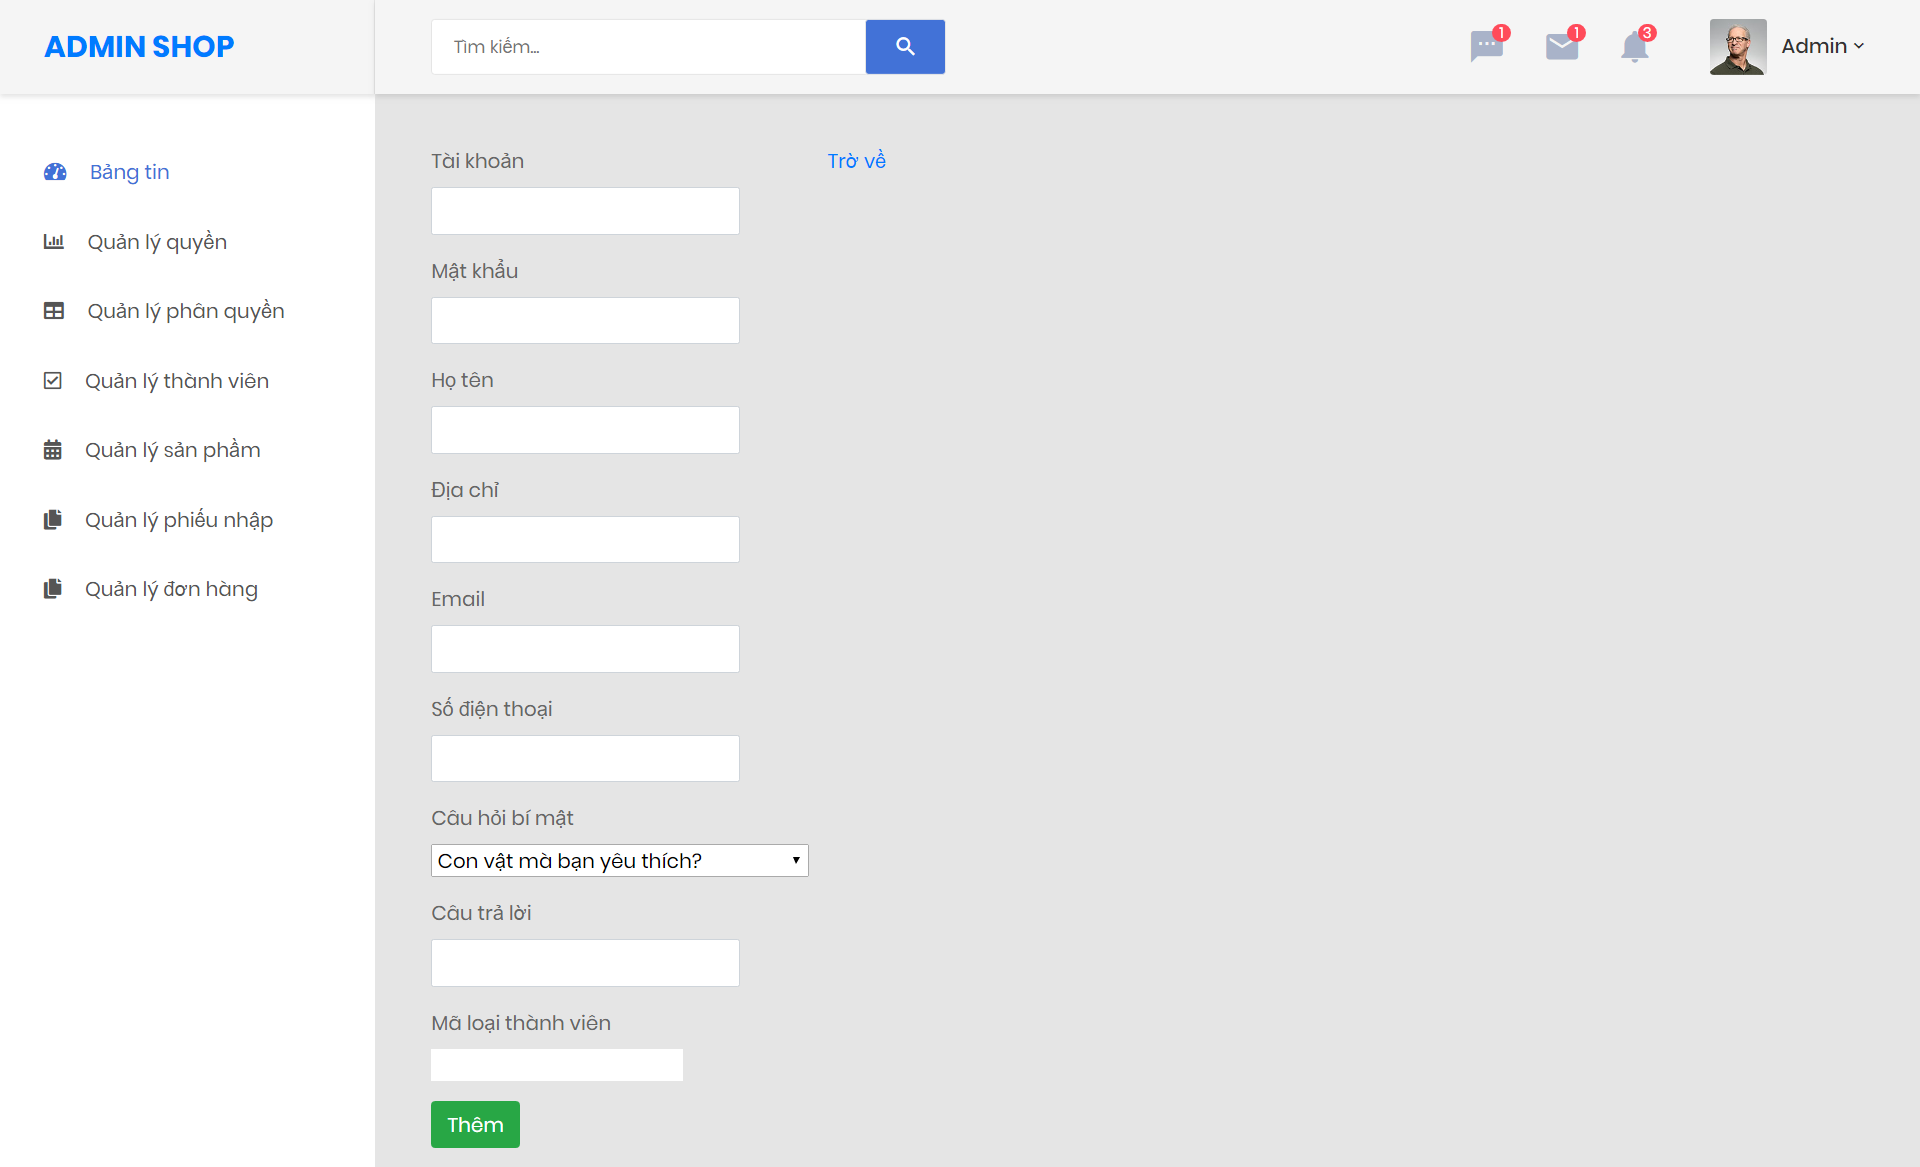 ADMIN SHOP
Tìm kiếm...
1
1
3
Admin
Bảng tin
Quản lý quyền
Quản lý phân quyền
Quản lý thành viên
Quản lý sản phẩm
Quản lý phiếu nhập
Quản lý đơn hàng
Tài khoản
Trờ về
Mật khẩu
Họ tên
Địa chỉ
Email
Số điện thoại
Câu hỏi bí mật
Con vật mà bạn yêu thích?
Câu trả lời
Mã loại thành viên
Thêm